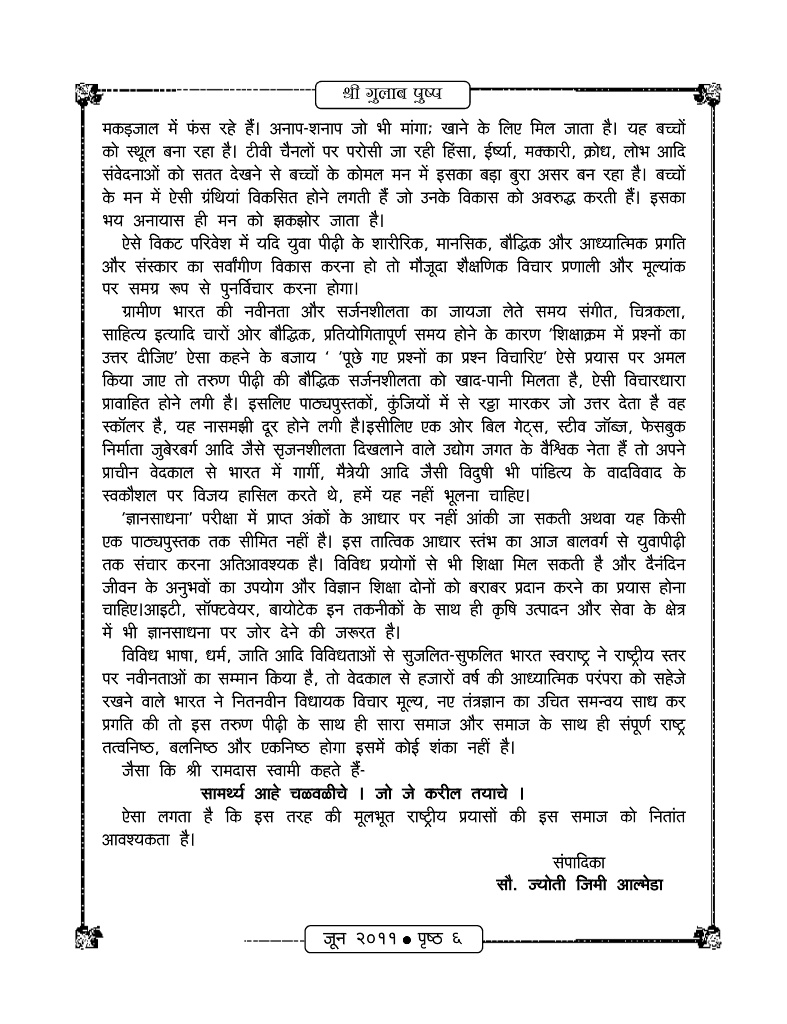 श्री गुलाब पुष्प
मकड़जाल में फंस रहे हैं। अनाप-शनाप जो भी मांगा; खाने के लिए मिल जाता है। यह बच्चों
को स्थूल बना रहा है। टीवी चैनलों पर परोसी जा रही हिंसा, ईर्ष्या, मक्कारी, क्रोध, लोभ आदि
संवेदनाओं को सतत देखने से बच्चों के कोमल मन में इसका बड़ा बुरा असर बन रहा है। बच्चों
के मन में ऐसी ग्रंथियां विकसित होने लगती हैं जो उनके विकास को अवरुद्ध करती हैं। इसका
भय अनायास ही मन को झकझोर जाता है।
ऐसे विकट परिवेश में यदि युवा पीढ़ी के शारीरिक, मानसिक, बौद्धिक और आध्यात्मिक प्रगति
और संस्कार का सर्वांगीण विकास करना हो तो मौजूदा शैक्षणिक विचार प्रणाली और मूल्यांक
पर समग्र रूप से पुनर्विचार करना होगा।
ग्रामीण भारत की नवीनता और सर्जनशीलता का जायजा लेते समय संगीत, चित्रकला,
साहित्य इत्यादि चारों ओर बौद्धिक, प्रतियोगितापूर्ण समय होने के कारण 'शिक्षाक्रम में प्रश्नों का
उत्तर दीजिए' ऐसा कहने के बजाय ' 'पूछे गए प्रश्नों का प्रश्न विचारिए' ऐसे प्रयास पर अमल
किया जाए तो तरुण पीढ़ी की बौद्धिक सर्जनशीलता को खाद-पानी मिलता है, ऐसी विचारधारा
प्रावाहित होने लगी है। इसलिए पाठ्यपुस्तकों, कुंजियों में से रट्टा मारकर जो उत्तर देता है वह
स्कॉलर है, यह नासमझी दूर होने लगी है।इसीलिए एक ओर बिल गेट्स, स्टीव जॉब्ज, फेसबुक
निर्माता जुबेरबर्ग आदि जैसे सृजनशीलता दिखलाने वाले उद्योग जगत के वैश्विक नेता हैं तो अपने
प्राचीन वेदकाल से भारत में गार्गी, मैत्रेयी आदि जैसी विदुषी भी पांडित्य के वादविवाद के
स्वकौशल पर विजय हासिल करते थे, हमें यह नहीं भूलना चाहिए।
'ज्ञानसाधना' परीक्षा में प्राप्त अंकों के आधार पर नहीं आंकी जा सकती अथवा यह किसी
एक पाठ्यपुस्तक तक सीमित नहीं है। इस तात्विक आधार स्तंभ का आज बालवर्ग से युवापीढ़ी
तक संचार करना अतिआवश्यक है। विविध प्रयोगों से भी शिक्षा मिल सकती है और दैनंदिन
जीवन के अनुभवों का उपयोग और विज्ञान शिक्षा दोनों को बराबर प्रदान करने का प्रयास होना
चाहिए।आइटी, सॉफ्टवेयर, बायोटेक इन तकनीकों के साथ ही कृषि उत्पादन और सेवा के क्षेत्र
में भी ज्ञानसाधना पर जोर देने की जरूरत है।
विविध भाषा, धर्म, जाति आदि विविधताओं से सुजलित-सुफलित भारत स्वराष्ट्र ने राष्ट्रीय स्तर
पर नवीनताओं का सम्मान किया है, तो वेदकाल से हजारों वर्ष की आध्यात्मिक परंपरा को सहेजे
रखने वाले भारत ने नितनवीन विधायक विचार मूल्य, नए तंत्रज्ञान का उचित समन्वय साध कर
प्रगति की तो इस तरुण पीढ़ी के साथ ही सारा समाज और समाज के साथ ही संपूर्ण राष्ट्र
तत्वनिष्ठ, बलनिष्ठ और एकनिष्ठ होगा इसमें कोई शंका नहीं है।
जैसा कि श्री रामदास स्वामी कहते हैं-
सामर्थ्य आहे चळवळीचे । जो जे करील तयाचे ।
ऐसा लगता है कि इस तरह की मूलभूत राष्ट्रीय प्रयासों की इस समाज को नितांत
आवश्यकता है।
संपादिका
सौ. ज्योती जिमी आल्मेडा
जून २०११ ● पृष्ठ ६